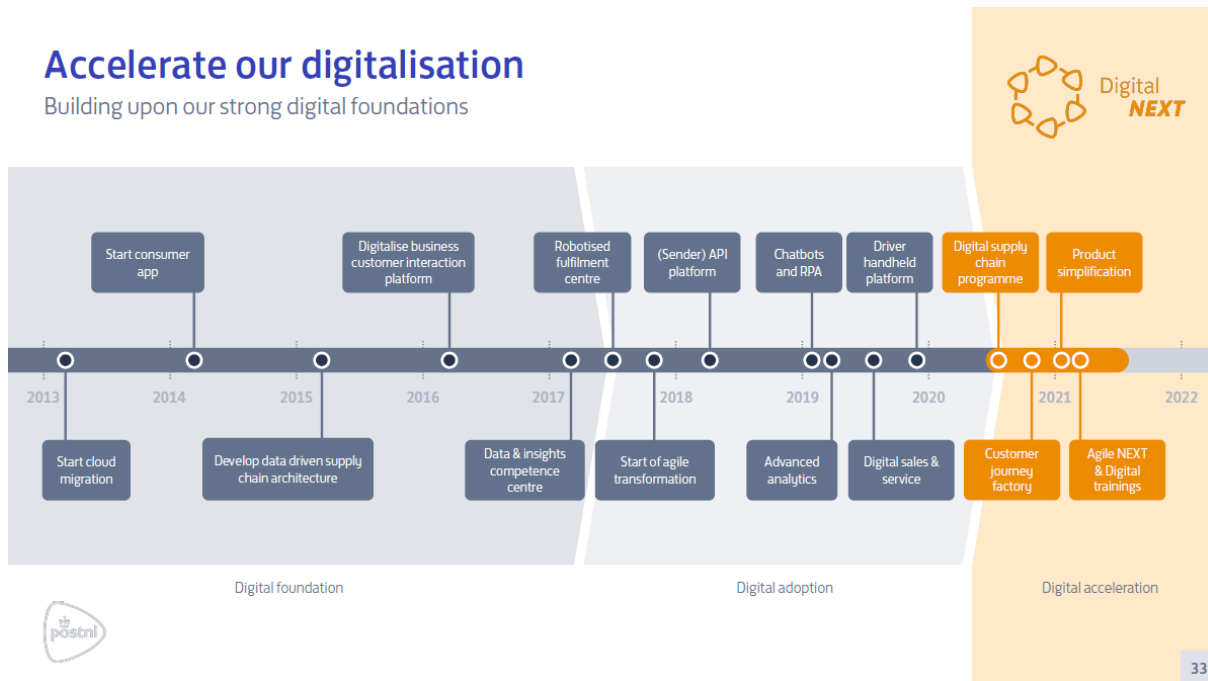 Accelerate our digitalisation
Building upon our strong digital foundations
Digital
NEXT
Start consumer
app
Digitalise business
customer interaction
platform
Robotised
fulfilment
centre
(Sender) API
platform
Chatbots
and RPA
Driver
handheld
platform
Digital supply
chain
programme
Product
simplification
2013
2014
2015
2016
2017
2018
2019
2020
2021
2022
Start cloud
migration
Develop data driven supply
chain architecture
Data & insights
competence
centre
Start of agile
transformation
Advanced
analytics
Digital sales &
service
Customer
journey
factory
Agile NEXT
& Digital
trainings
Digital foundation
Digital adoption
Digital acceleration
postnl
33